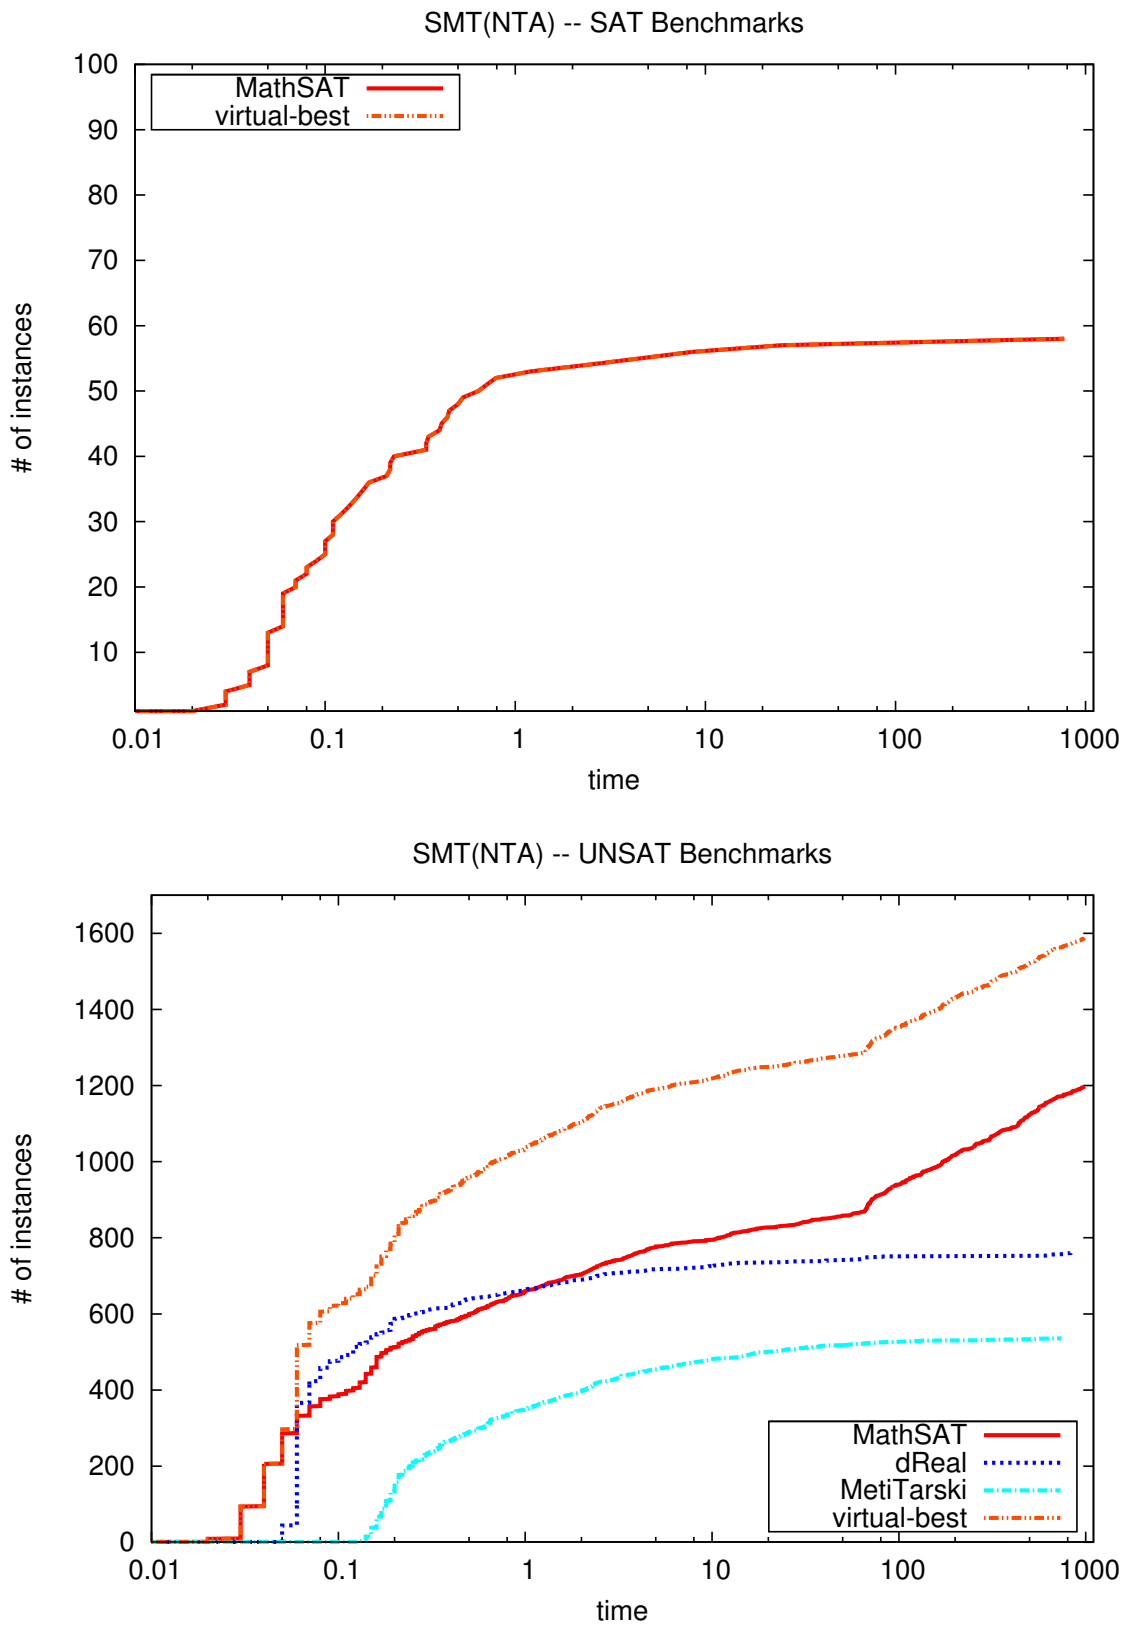 SMT(NTA) -- SAT Benchmarks
MathSAT
virtual-best
100
90
80
70
60
50
40
30
20
10
# of instances
0.01 0.1 1 10 100 1000
time
SMT(NTA) -- UNSAT Benchmarks
1600
1400
1200
1000
800
600
400
200
0
# of instances
MathSAT
dReal
MetiTarski
virtual-best
0.01 0.1 1 10 100 1000
time